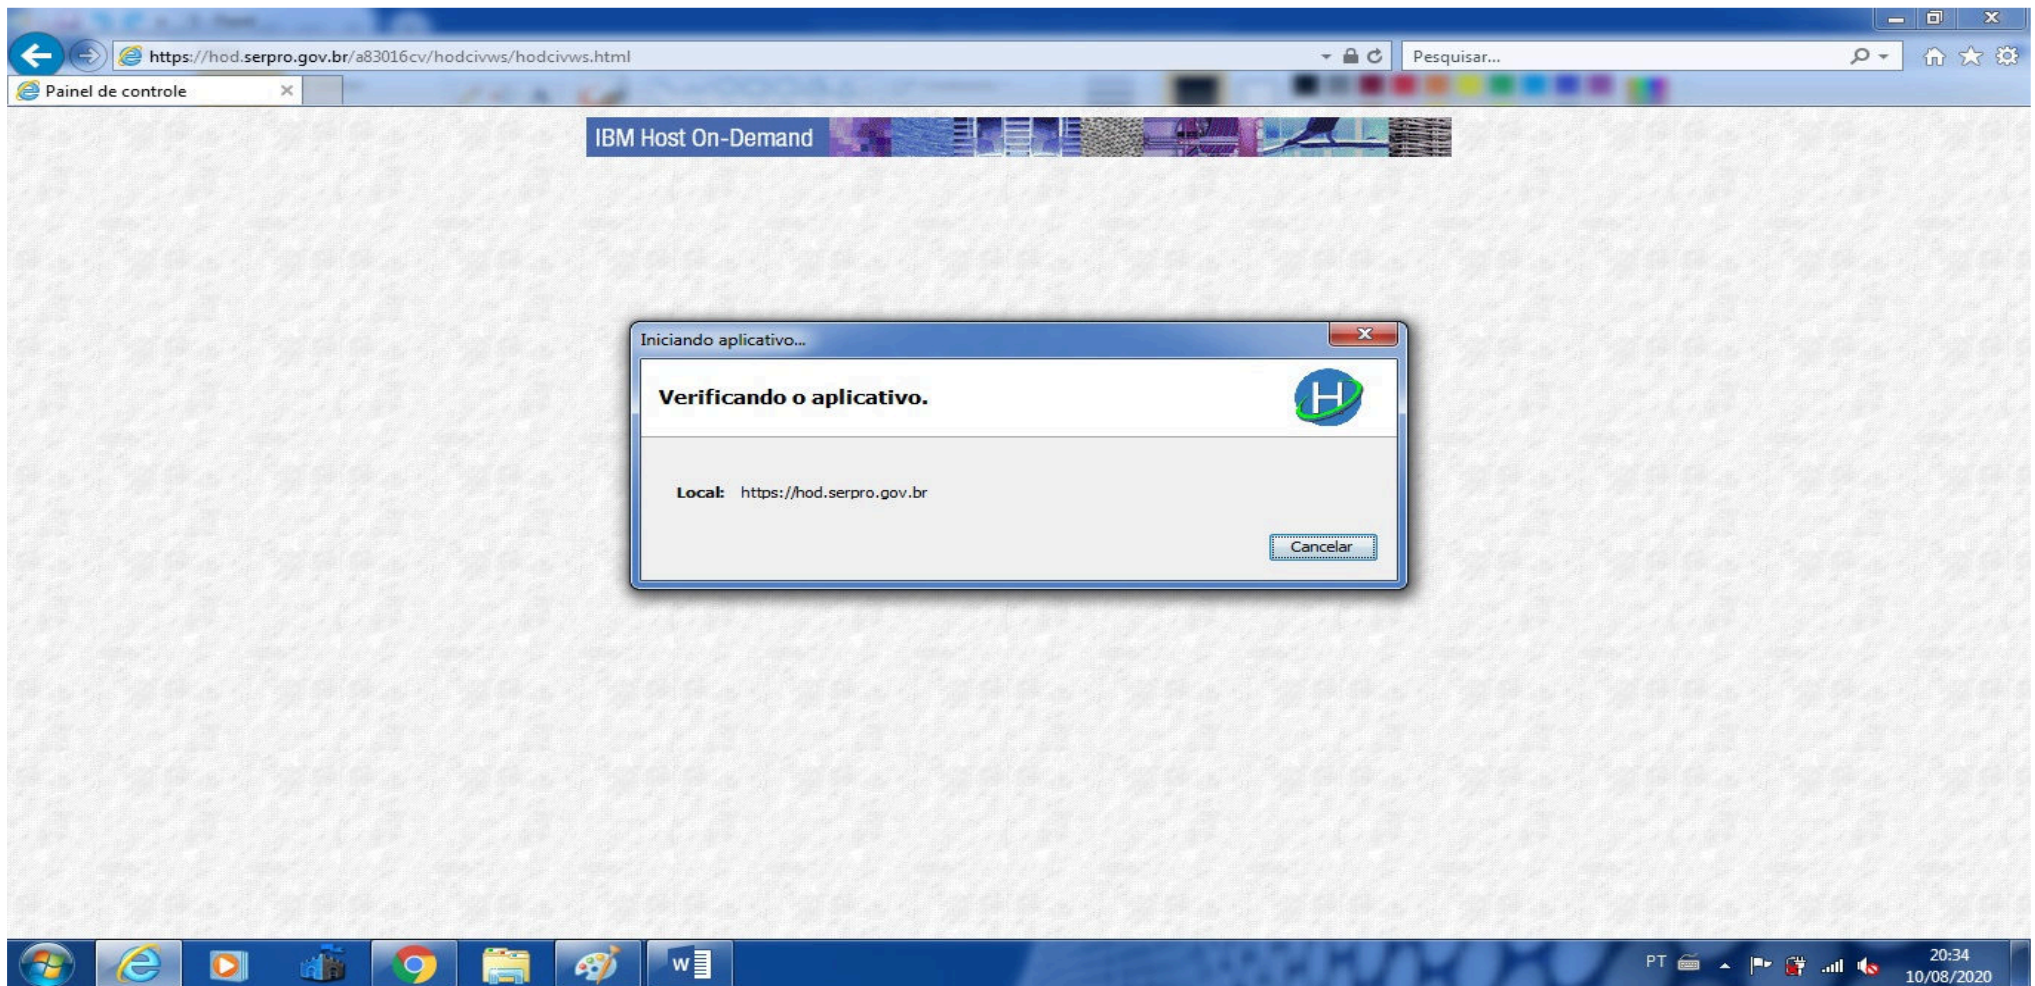 https://hod.serpro.gov.br/a83016cv/hodcivws/hodcivws.html
Pesquisar...
Painel de controle
IBM Host On-Demand
Iniciando aplicativo...
Verificando o aplicativo.
H
Local: https://hod.serpro.gov.br
Cancelar
W
PT
20:34
10/08/2020